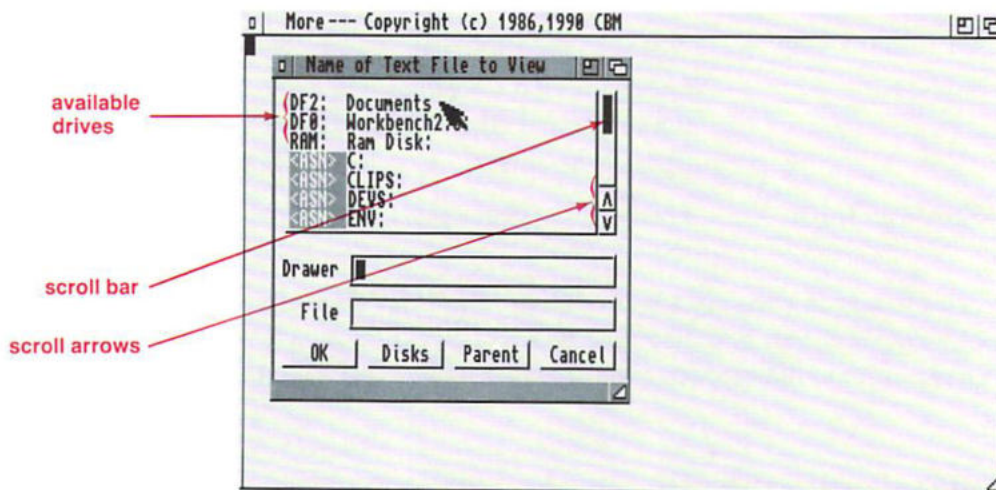 More --- Copyright (c) 1986,1990 CBM
Name of Text File to View
available
drives
DF2: Documents
DF0: Workbench2.
RAM: Ram Disk:
<ASN> C:
<ASN> CLIPS:
<ASN> DEVS:
<ASN> ENV:
Drawer
scroll bar
File
scroll arrows
OK Disks Parent Cancel